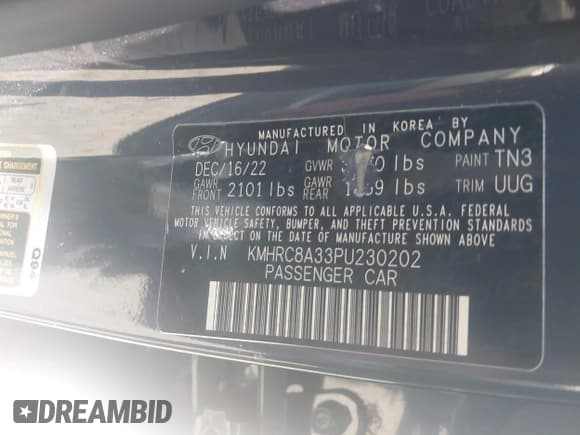 MANUFACTURED IN KOREA BY
HYUNDAI MOTOR COMPANY
DEC/16/22 GVWR lbs PAINT TN3
GAWR FRONT 2101 lbs GAWR REAR lbs TRIM UUG
THIS VEHICLE CONFORMS TO ALL APPLICABLE U.S.A. FEDERAL
MOTOR VEHICLE SAFETY, BUMPER, AND THEFT PREVENTION STANDARDS
IN EFFECT ON THE DATE OF MANUFACTURE SHOWN ABOVE.
V.I.N KMHRC8A33PU230202
PASSENGER CAR
DREAMBID